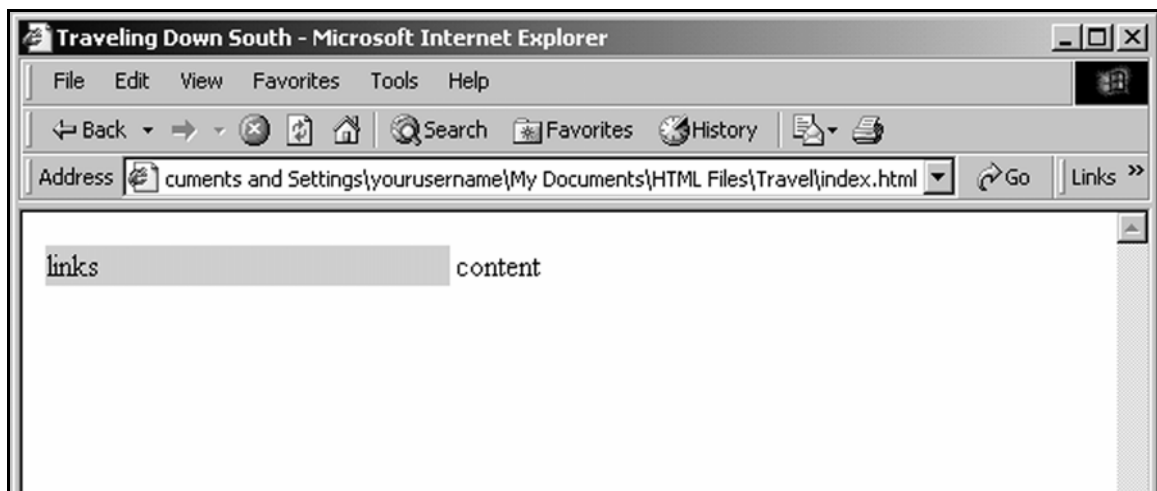 Traveling Down South - Microsoft Internet Explorer
File Edit View Favorites Tools Help
Back Search Favorites History
Address cuments and Settings\yourusername\My Documents\HTML Files\Travel\index.html Go Links »
links content